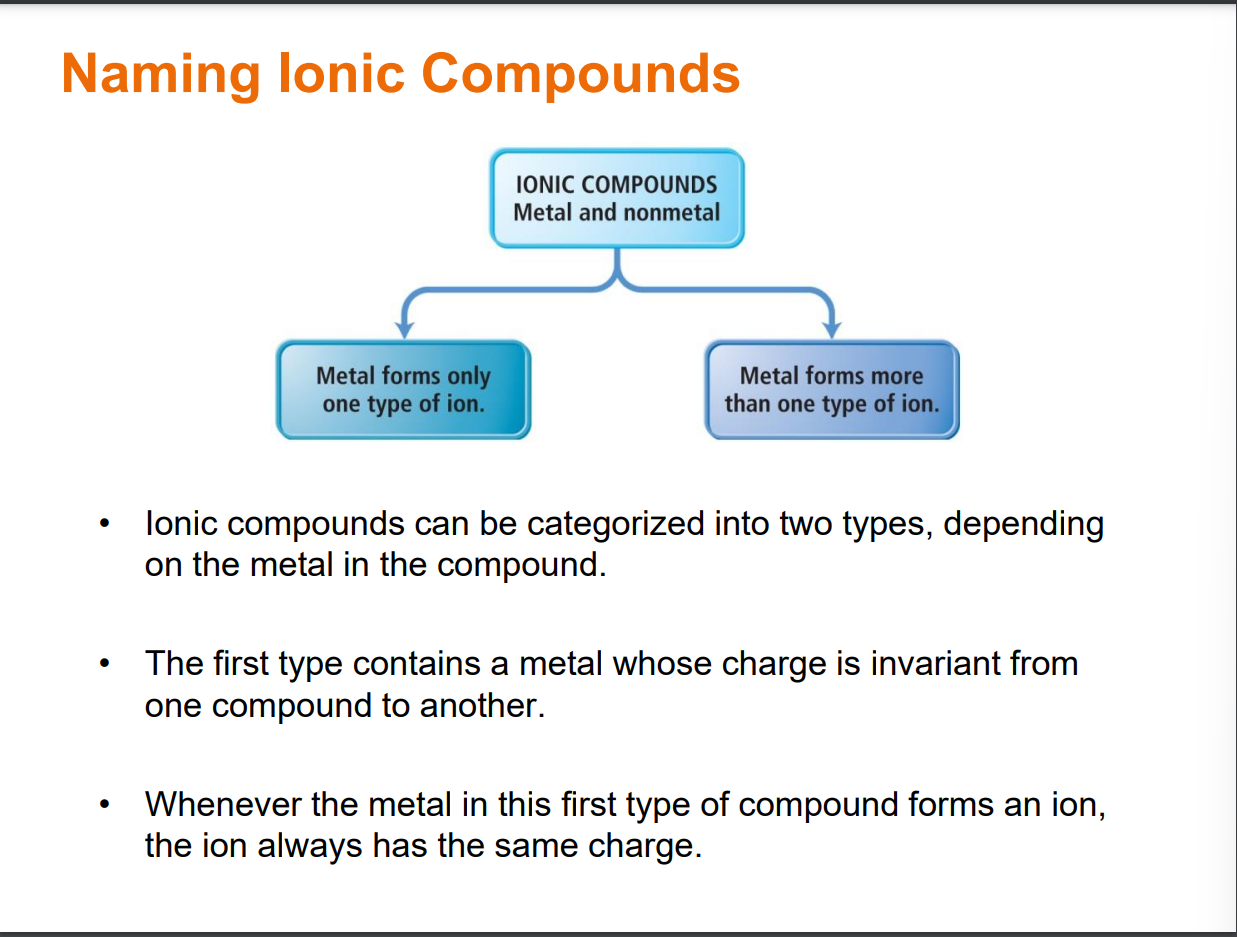 Naming Ionic Compounds
IONIC COMPOUNDS
Metal and nonmetal
Metal forms only
one type of ion.
Metal forms more
than one type of ion.
• Ionic compounds can be categorized into two types, depending
on the metal in the compound.
• The first type contains a metal whose charge is invariant from
one compound to another.
• Whenever the metal in this first type of compound forms an ion,
the ion always has the same charge.